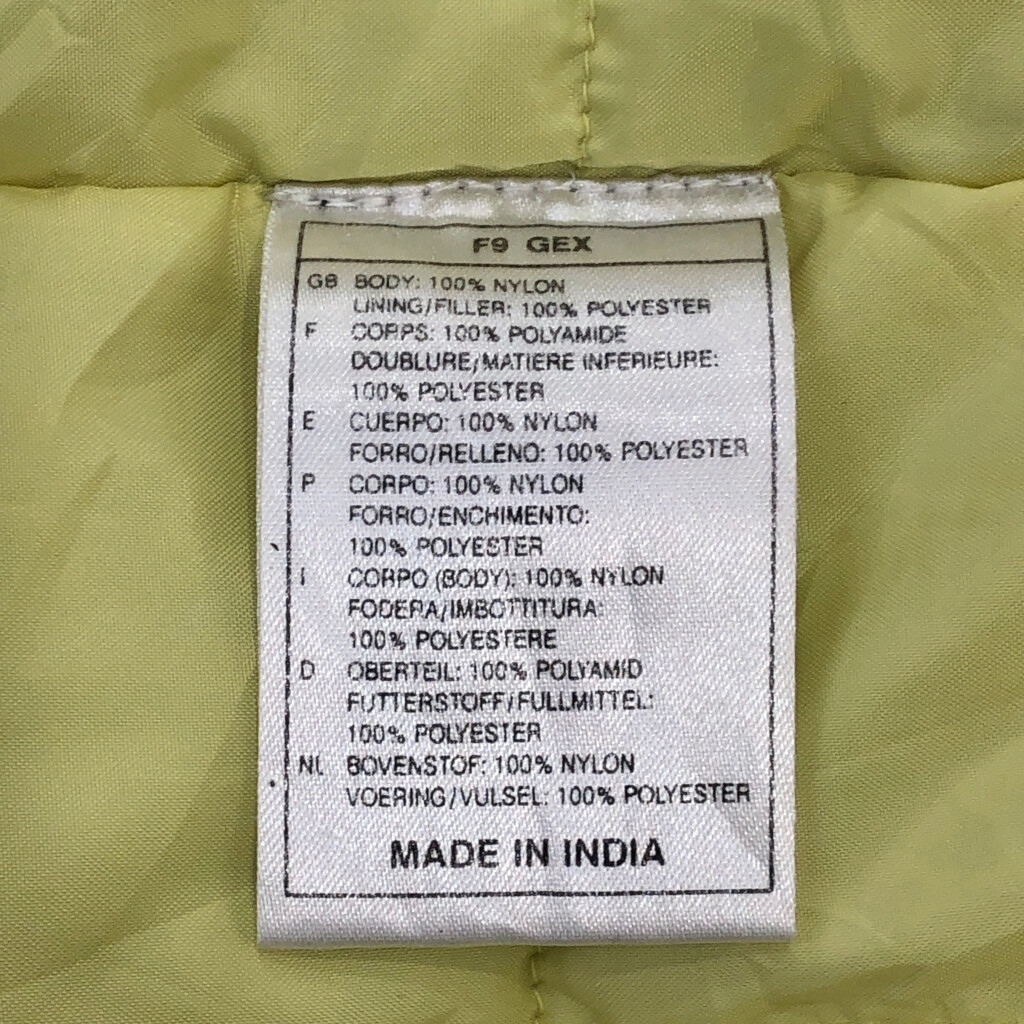 F9 GEX
GB BODY: 100% NYLON
LINING/FILLER: 100% POLYESTER
F CORPS: 100% POLYAMIDE
DOUBLURE/MATIERE INFERIEURE:
100% POLYESTER
E CUERPO: 100% NYLON
FORRO/RELLENO: 100% POLYESTER
P CORPO: 100% NYLON
FORRO/ENCHIMENTO:
100% POLYESTER
I CORPO (BODY): 100% NYLON
FODERA/IMBOTTITURA:
100% POLYESTERE
D OBERTEIL: 100% POLYAMID
FUTTERSTOFF/FULLMITTEL:
100% POLYESTER
NL BOVENSTOF: 100% NYLON
VOERING/VULSEL: 100% POLYESTER
MADE IN INDIA